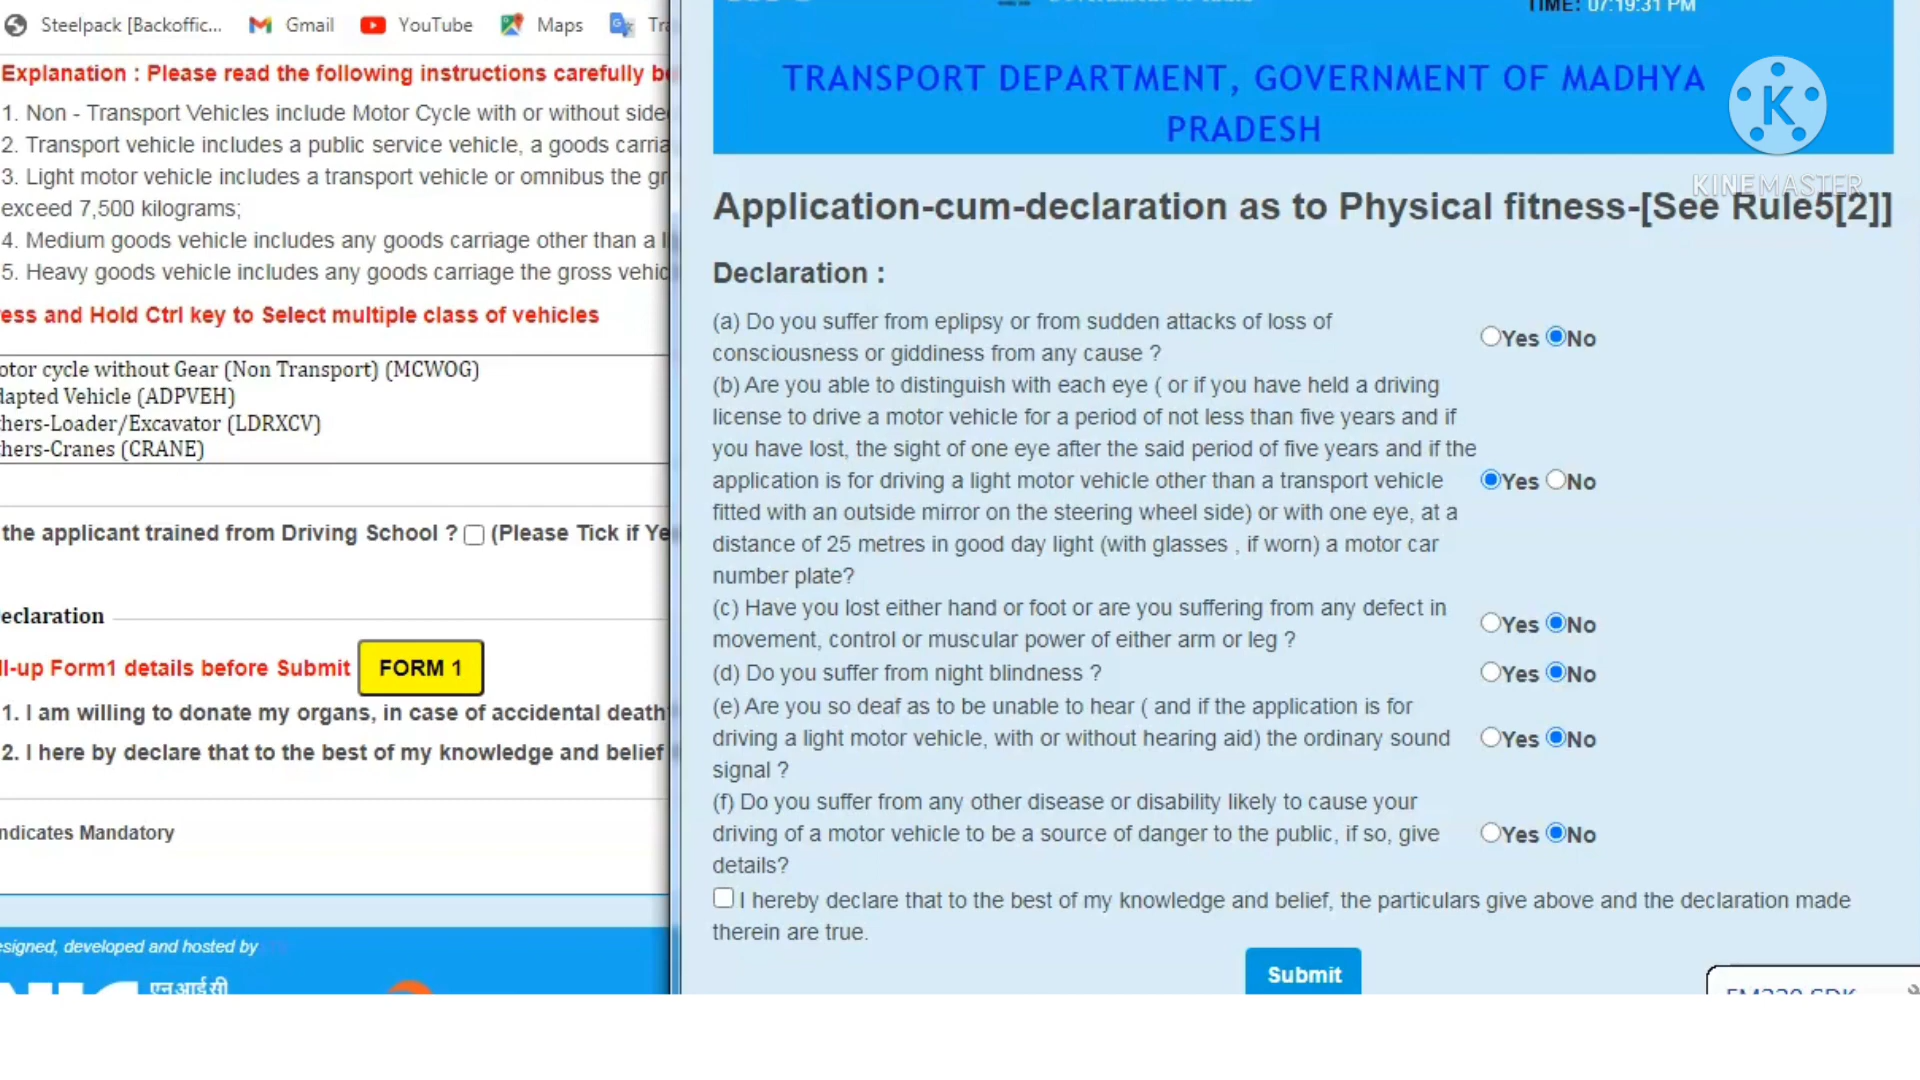 Steelpack [Backoffic... Gmail YouTube Maps
Explanation : Please read the following instructions carefully
1. Non - Transport Vehicles include Motor Cycle with or without
2. Transport vehicle includes a public service vehicle, a goods
3. Light motor vehicle includes a transport vehicle or omnibus the
exceed 7,500 kilograms;
4. Medium goods vehicle includes any goods carriage other than a
5. Heavy goods vehicle includes any goods carriage the gross
ess and Hold Ctrl key to Select multiple class of vehicles
otor cycle without Gear (Non Transport) (MCWOG)
dapted Vehicle (ADPVEH)
hers-Loader/Excavator (LDRXCV)
hers-Cranes (CRANE)
the applicant trained from Driving School ? (Please Tick if Ye
eclaration
ll-up Form1 details before Submit FORM 1
1. I am willing to donate my organs, in case of accidental death
2. I here by declare that to the best of my knowledge and belief
ndicates Mandatory
esigned, developed and hosted by
एन.आई.सी
TIME: 07:19:31 PM
TRANSPORT DEPARTMENT, GOVERNMENT OF MADHYA
PRADESH
K
KINEMASTER
Application-cum-declaration as to Physical fitness-[See Rule5[2]]
Declaration :
(a) Do you suffer from eplipsy or from sudden attacks of loss of
consciousness or giddiness from any cause ?
Yes No
(b) Are you able to distinguish with each eye ( or if you have held a driving
license to drive a motor vehicle for a period of not less than five years and if
you have lost, the sight of one eye after the said period of five years and if the
application is for driving a light motor vehicle other than a transport vehicle
Yes No
fitted with an outside mirror on the steering wheel side) or with one eye, at a
distance of 25 metres in good day light (with glasses , if worn) a motor car
number plate?
(c) Have you lost either hand or foot or are you suffering from any defect in
movement, control or muscular power of either arm or leg ?
Yes No
(d) Do you suffer from night blindness ?
Yes No
(e) Are you so deaf as to be unable to hear ( and if the application is for
driving a light motor vehicle, with or without hearing aid) the ordinary sound
signal ?
Yes No
(f) Do you suffer from any other disease or disability likely to cause your
driving of a motor vehicle to be a source of danger to the public, if so, give
details?
Yes No
I hereby declare that to the best of my knowledge and belief, the particulars give above and the declaration made
therein are true.
Submit